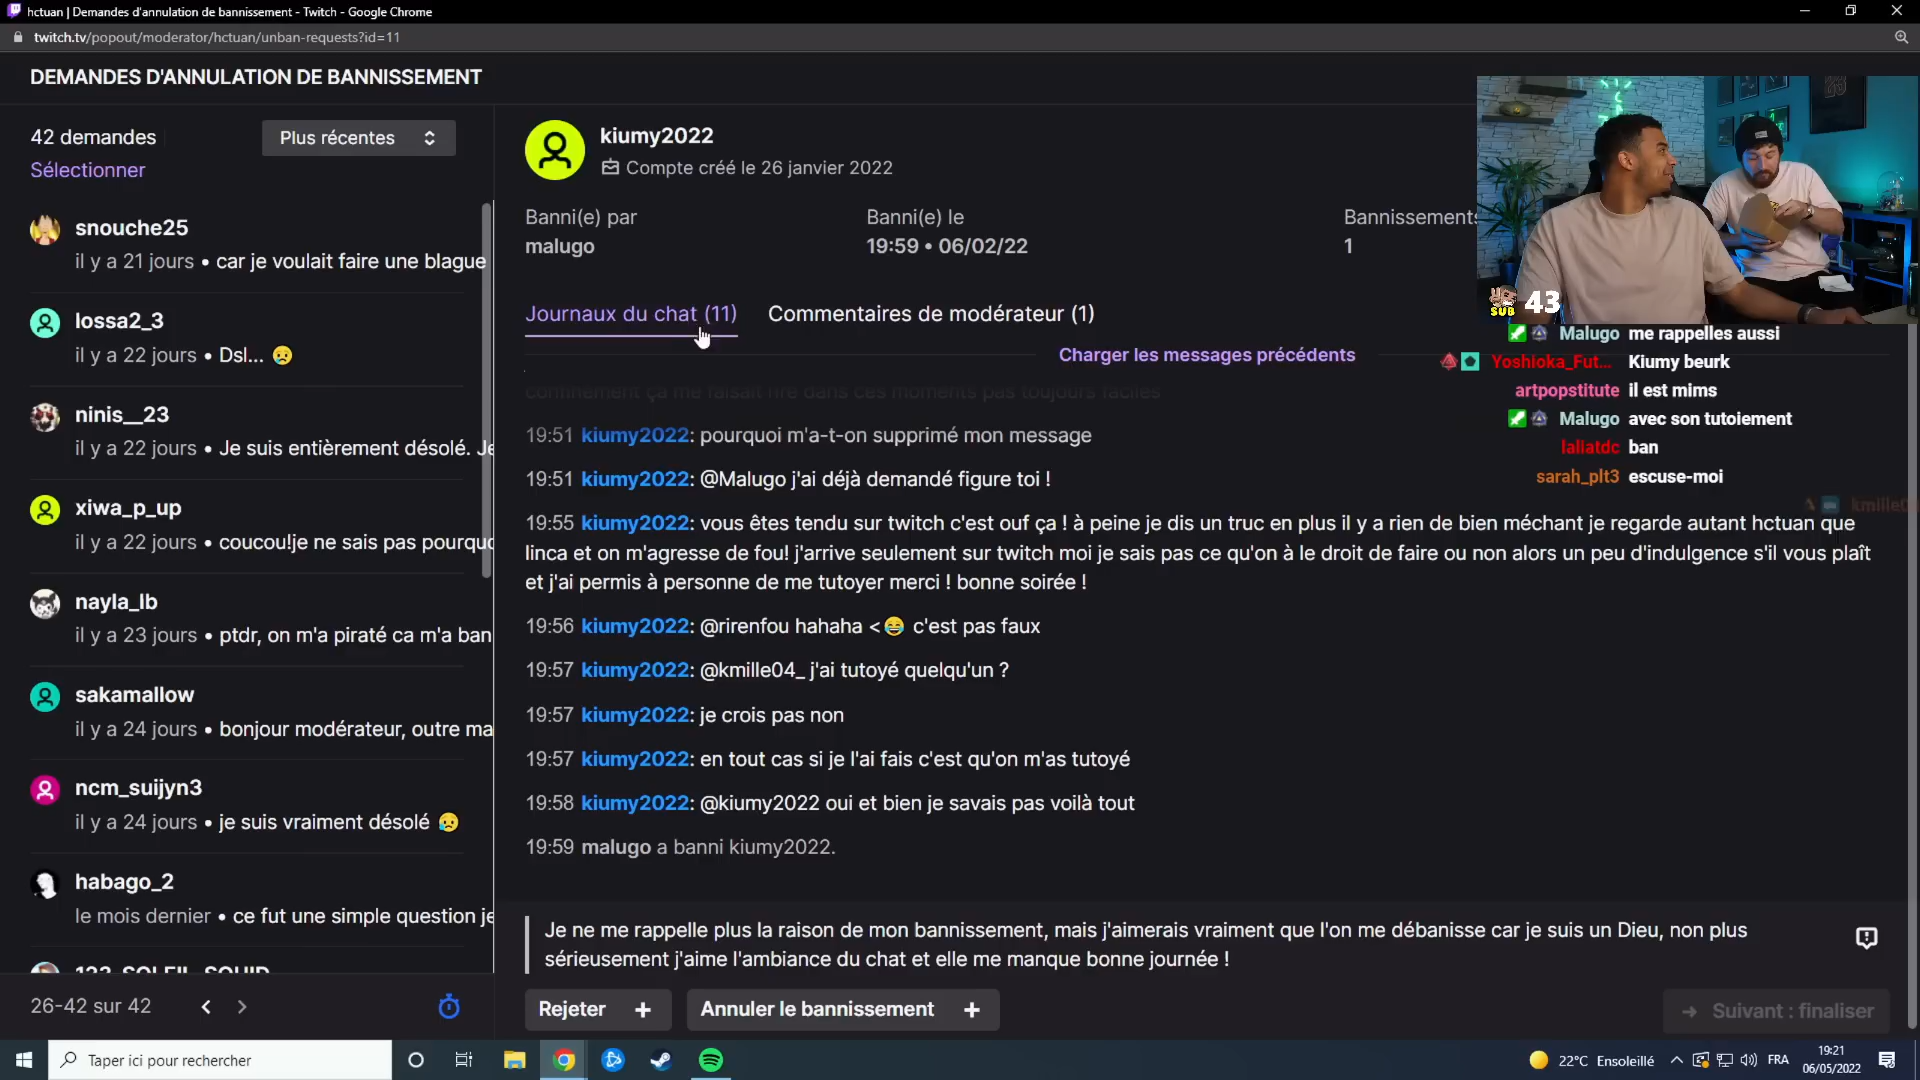 hctuan | Demandes d'annulation de bannissement - Twitch - Google Chrome
twitch.tv/popout/moderator/hctuan/unban-requests?id=11
DEMANDES D'ANNULATION DE BANNISSEMENT
42 demandes
Plus récentes
Sélectionner
snouche25
il y a 21 jours • car je voulait faire une blague
lossa2_3
il y a 22 jours • Dsl... 😥
ninis__23
il y a 22 jours • Je suis entièrement désolé. Je
xiwa_p_up
il y a 22 jours • coucou!je ne sais pas pourquo
nayla_lb
il y a 23 jours • ptdr, on m'a piraté ca m'a ban
sakamallow
il y a 24 jours • bonjour modérateur, outre ma
ncm_suijyn3
il y a 24 jours • je suis vraiment désolé 😥
habago_2
le mois dernier • ce fut une simple question je
26-42 sur 42
kiumy2022
Compte créé le 26 janvier 2022
Banni(e) par
malugo
Banni(e) le
19:59 • 06/02/22
Bannissements
1
Journaux du chat (11)
Commentaires de modérateur (1)
Charger les messages précédents
ça me faisait rire dans ces moments pas toujours faciles
19:51 kiumy2022: pourquoi m'a-t-on supprimé mon message
19:51 kiumy2022: @Malugo j'ai déjà demandé figure toi !
19:55 kiumy2022: vous êtes tendu sur twitch c'est ouf ça ! à peine je dis un truc en plus il y a rien de bien méchant je regarde autant hctuan que
linca et on m'agresse de fou! j'arrive seulement sur twitch moi je sais pas ce qu'on à le droit de faire ou non alors un peu d'indulgence s'il vous plaît
et j'ai permis à personne de me tutoyer merci ! bonne soirée !
19:56 kiumy2022: @rirenfou hahaha <😂 c'est pas faux
19:57 kiumy2022: @kmille04_ j'ai tutoyé quelqu'un ?
19:57 kiumy2022: je crois pas non
19:57 kiumy2022: en tout cas si je l'ai fais c'est qu'on m'as tutoyé
19:58 kiumy2022: @kiumy2022 oui et bien je savais pas voilà tout
19:59 malugo a banni kiumy2022.
Je ne me rappelle plus la raison de mon bannissement, mais j'aimerais vraiment que l'on me débanisse car je suis un Dieu, non plus
sérieusement j'aime l'ambiance du chat et elle me manque bonne journée !
Rejeter +
Annuler le bannissement +
→ Suivant : finaliser
SUB 43
Malugo me rappelles aussi
Yoshioka_Fut... Kiumy beurk
artpopstitute il est mims
Malugo avec son tutoiement
laliatdc ban
sarah_plt3 escuse-moi
Taper ici pour rechercher
22°C Ensoleillé
FRA
19:21
06/05/2022